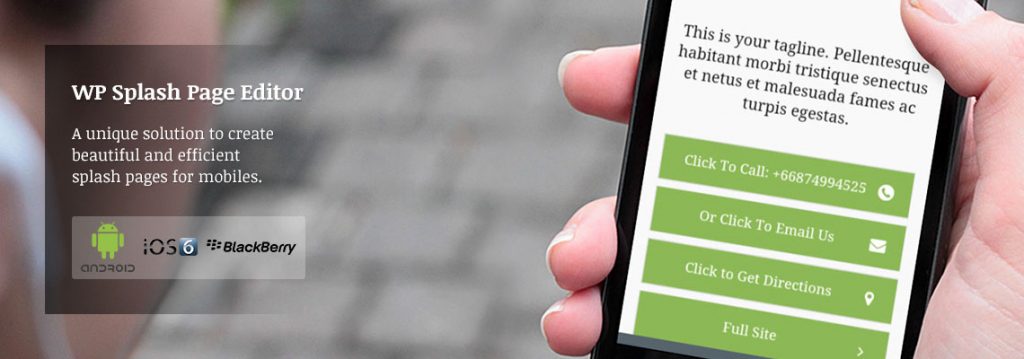 WP Splash Page Editor
A unique solution to create
beautiful and efficient
splash pages for mobiles.
ANDROID iOS 6 BlackBerry
This is your tagline. Pellentesque
habitant morbi tristique senectus
et netus et malesuada fames ac
turpis egestas.
Click To Call: +66874994525
Or Click To Email Us
Click to Get Directions
Full Site